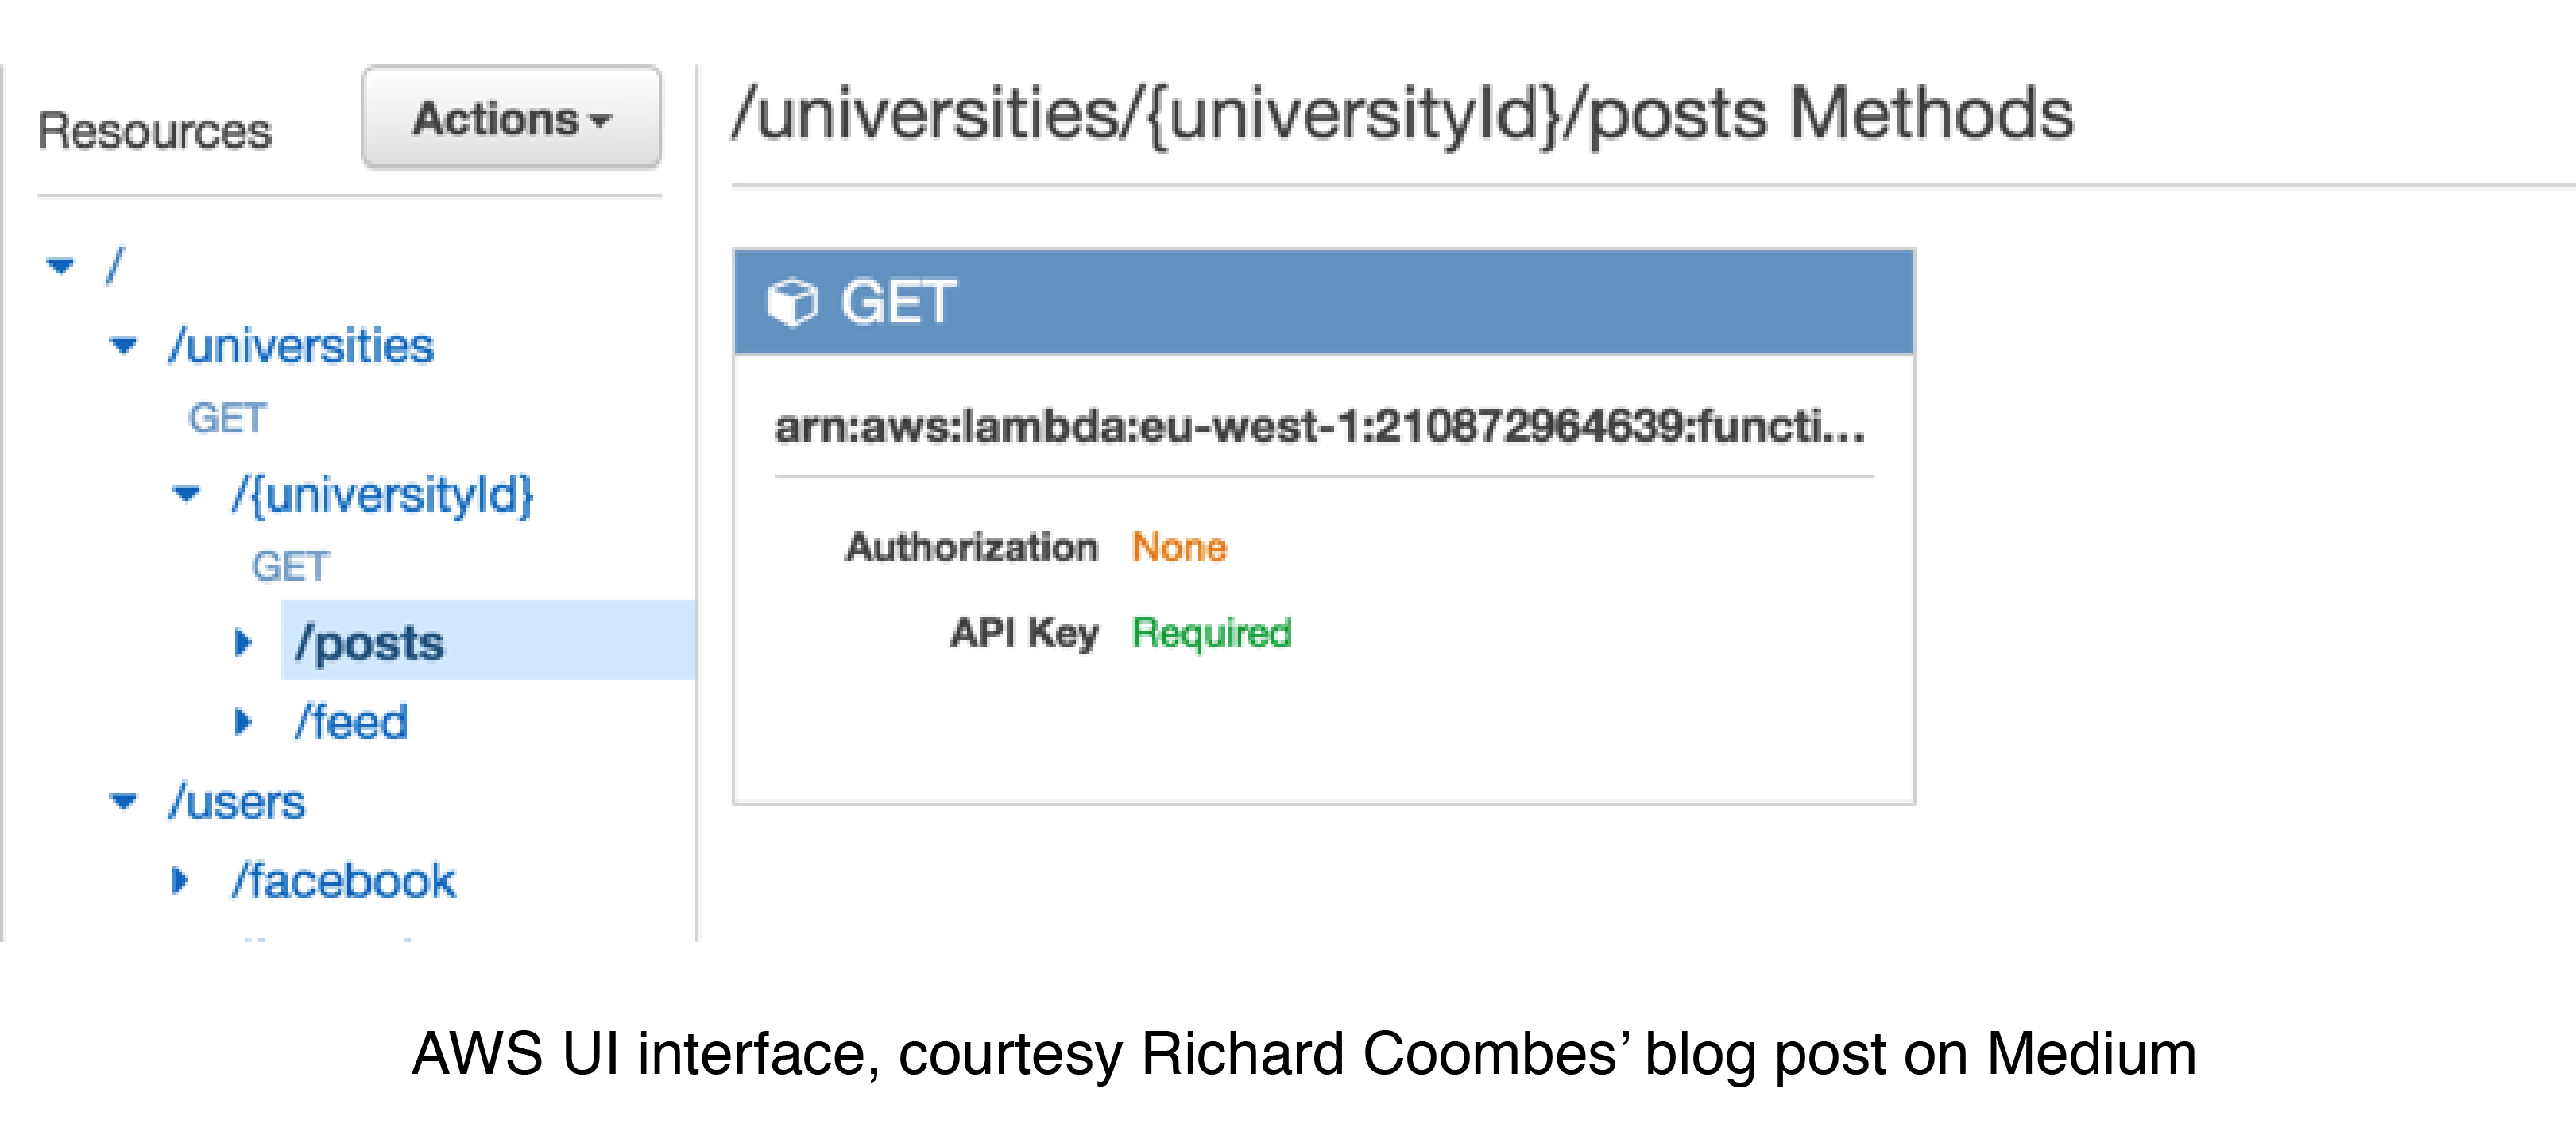 Resources
Actions
/
/universities
GET
/{universityId}
GET
/posts
/feed
/users
/facebook
/universities/{universityId}/posts Methods
GET
arn:aws:lambda:eu-west-1:210872964639:functi...
Authorization None
API Key Required
AWS UI interface, courtesy Richard Coombes’ blog post on Medium